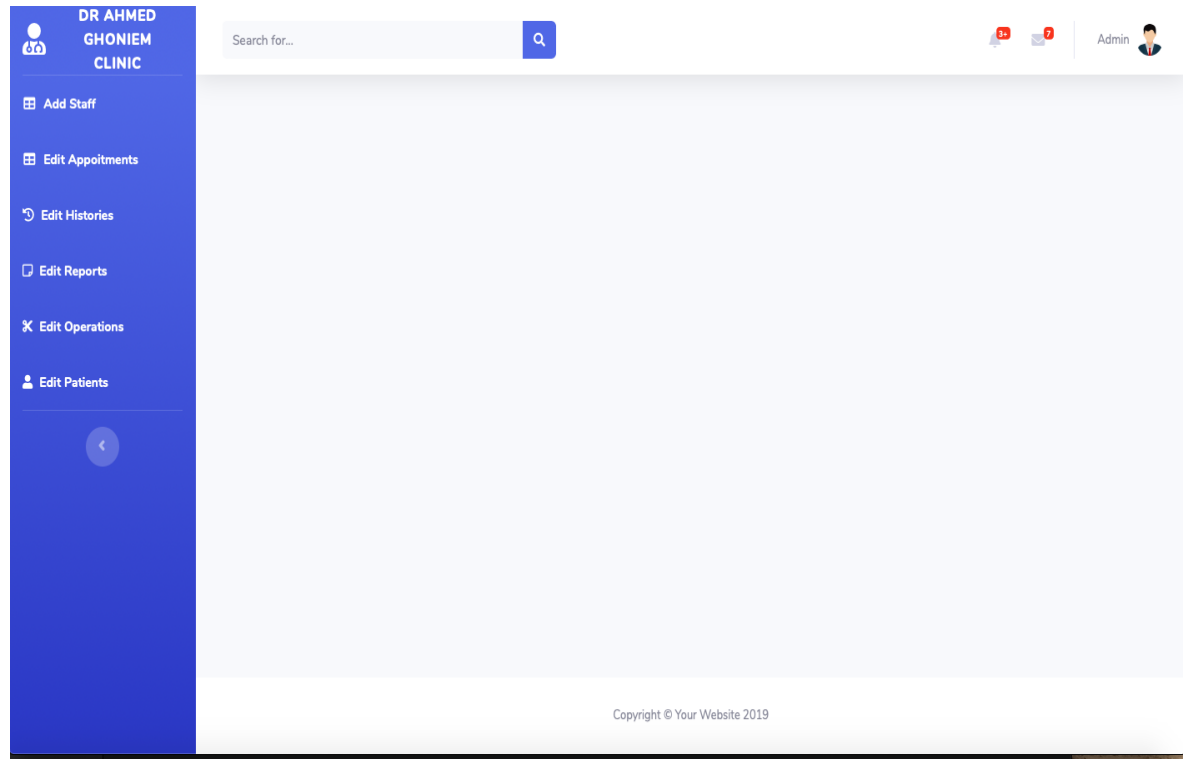 DR AHMED
GHONIEM
CLINIC
Search for...
3+
7
Admin
Add Staff
Edit Appoitments
Edit Histories
Edit Reports
Edit Operations
Edit Patients
Copyright © Your Website 2019